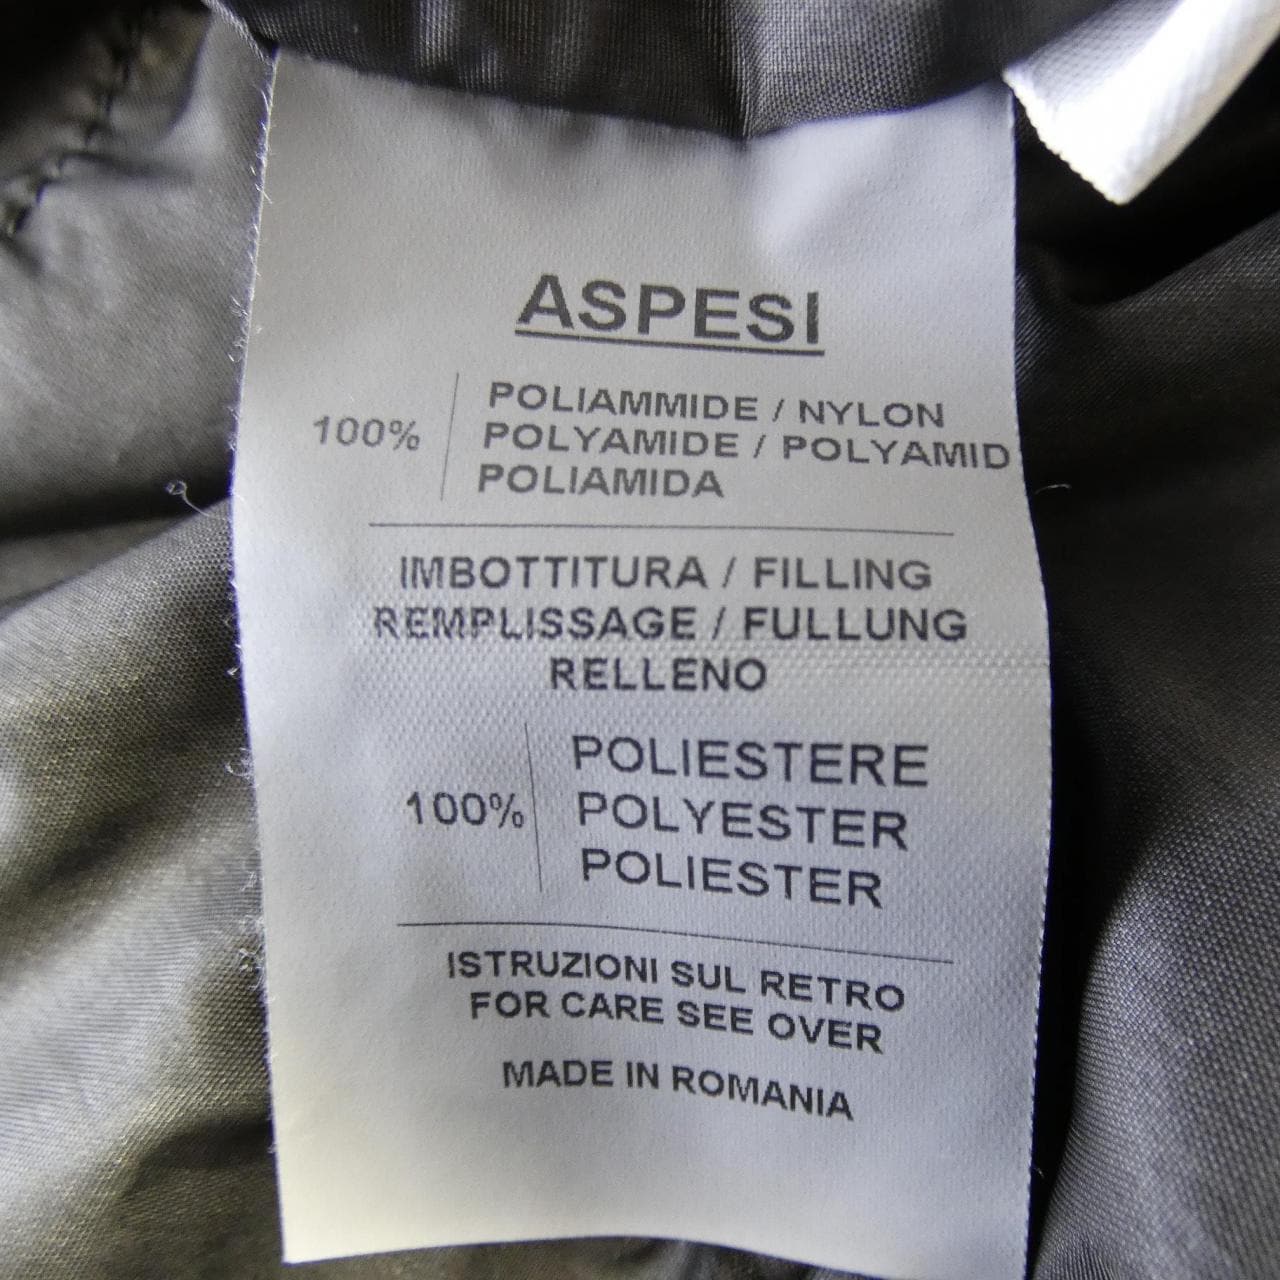 ASPESI
100%
POLIAMMIDE / NYLON
POLYAMIDE / POLYAMID
POLIAMIDA
IMBOTTITURA / FILLING
REMPLISSAGE / FULLUNG
RELLENO
100%
POLIESTERE
POLYESTER
POLIESTER
ISTRUZIONI SUL RETRO
FOR CARE SEE OVER
MADE IN ROMANIA